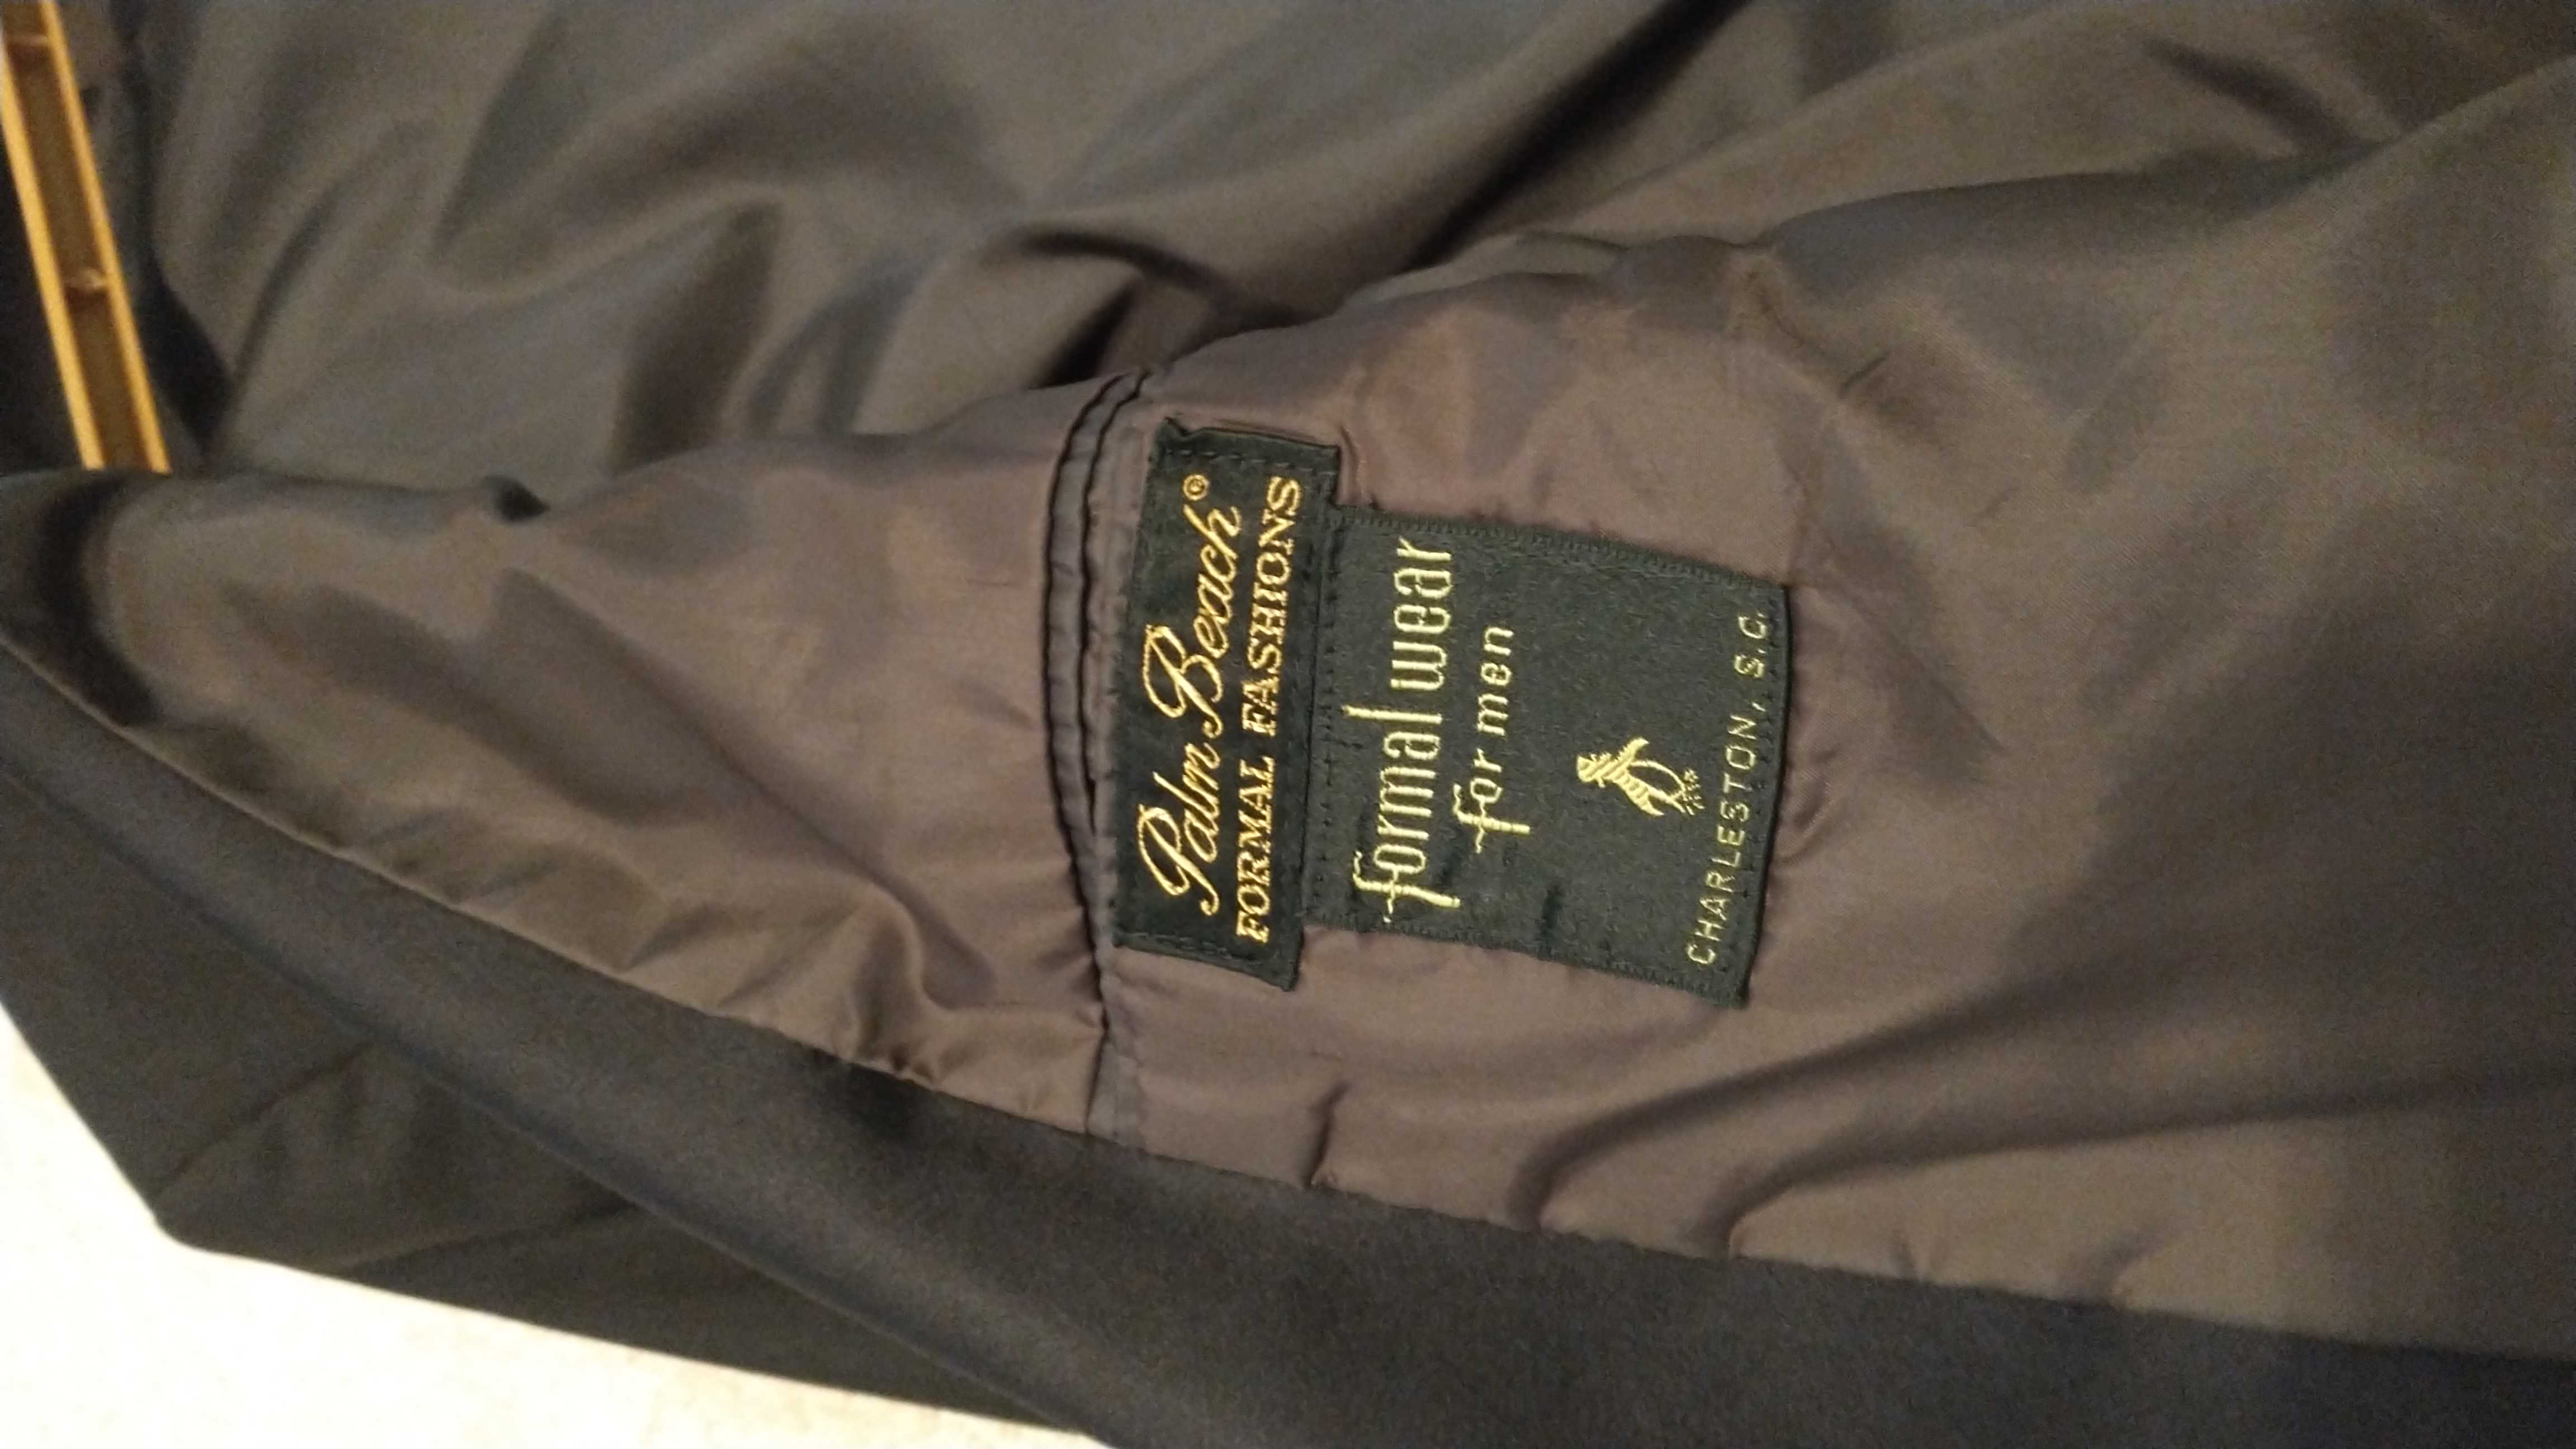 Palm Beach©
FORMAL FASHIONS
formal wear
for men
CHARLESTON, S.C.